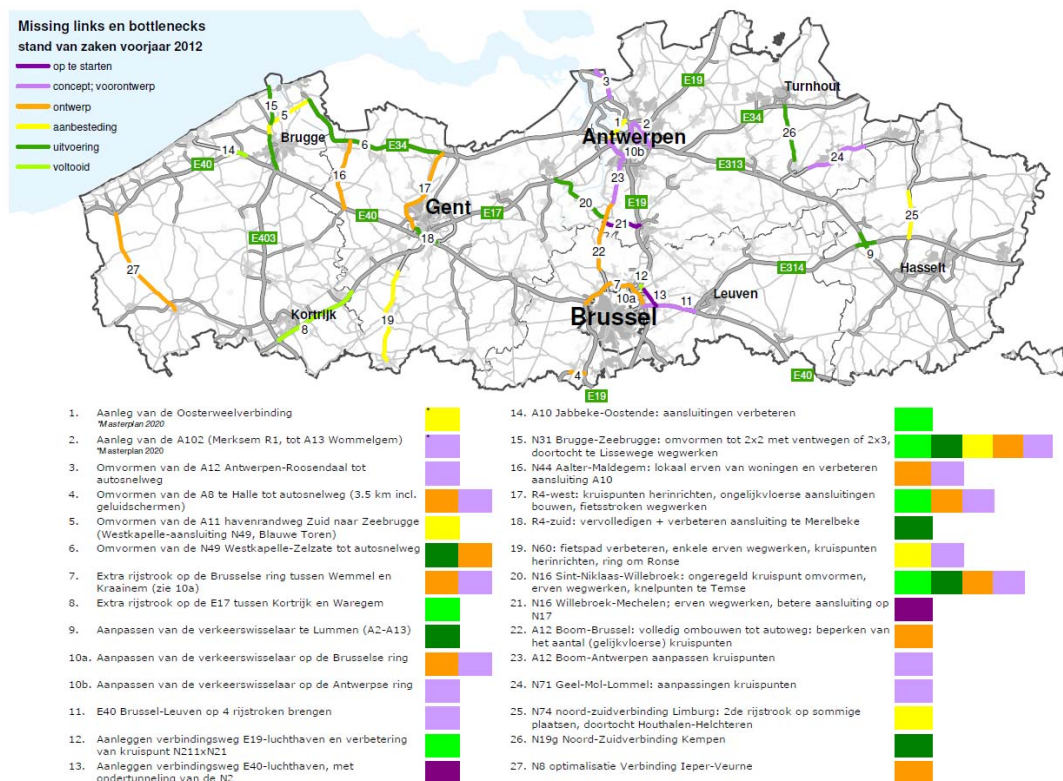 Missing links en bottlenecks
stand van zaken voorjaar 2012
op te starten
concept; voorontwerp
ontwerp
aanbesteding
uitvoering
voltooid
3
E19
Turnhout
15
5
1
2
Antwerpen
E34
Brugge
26
6
E34
10b
14
E313
24
E40
16
17
23
20
E19
25
Gent
E17
E40
21
E403
18
22
9
27
E314
Hasselt
12
7
13
10a
11
Leuven
Kortrijk
Brussel
8
19
4
E40
E19
1. Aanleg van de Oosterweelverbinding
*Masterplan 2020
*
2. Aanleg van de A102 (Merksem R1, tot A13 Wommelgem)
*Masterplan 2020
*
3. Omvormen van de A12 Antwerpen-Roosendaal tot
autosnelweg
4. Omvormen van de A8 te Halle tot autosnelweg (3.5 km incl.
geluidschermen)
5. Omvormen van de A11 havenrandweg Zuid naar Zeebrugge
(Westkapelle-aansluiting N49, Blauwe Toren)
6. Omvormen van de N49 Westkapelle-Zelzate tot autosnelweg
7. Extra rijstrook op de Brusselse ring tussen Wemmel en
Kraainem (zie 10a)
8. Extra rijstrook op de E17 tussen Kortrijk en Waregem
9. Aanpassen van de verkeerswisselaar te Lummen (A2-A13)
10a. Aanpassen van de verkeerswisselaar op de Brusselse ring
10b. Aanpassen van de verkeerswisselaar op de Antwerpse ring
11. E40 Brussel-Leuven op 4 rijstroken brengen
12. Aanleggen verbindingsweg E19-luchthaven en verbetering
van kruispunt N211xN21
13. Aanleggen verbindingsweg E40-luchthaven, met
ondertunneling van de N2
14. A10 Jabbeke-Oostende: aansluitingen verbeteren
15. N31 Brugge-Zeebrugge: omvormen tot 2x2 met ventwegen of 2x3,
doortocht te Lissewege wegwerken
16. N44 Aalter-Maldegem: lokaal erven van woningen en verbeteren
aansluiting A10
17. R4-west: kruispunten herinrichten, ongelijkvloerse aansluitingen
bouwen, fietsstroken wegwerken
18. R4-zuid: vervolledigen + verbeteren aansluiting te Merelbeke
19. N60: fietspad verbeteren, enkele erven wegwerken, kruispunten
herinrichten, ring om Ronse
20. N16 Sint-Niklaas-Willebroek: ongeregeld kruispunt omvormen,
erven wegwerken, knelpunten te Temse
21. N16 Willebroek-Mechelen; erven wegwerken, betere aansluiting op
N17
22. A12 Boom-Brussel: volledig ombouwen tot autoweg: beperken van
het aantal (gelijkvloerse) kruispunten
23. A12 Boom-Antwerpen aanpassen kruispunten
24. N71 Geel-Mol-Lommel: aanpassingen kruispunten
25. N74 noord-zuidverbinding Limburg: 2de rijstrook op sommige
plaatsen, doortocht Houthalen-Helchteren
26. N19g Noord-Zuidverbinding Kempen
27. N8 optimalisatie Verbinding Ieper-Veurne